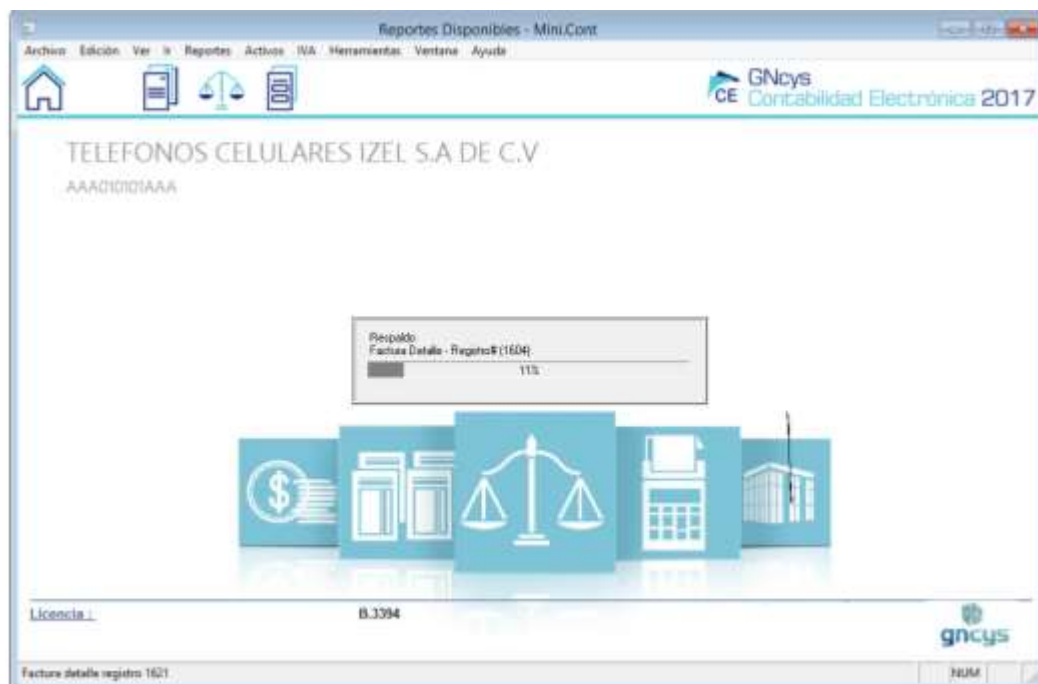 Reportes Disponibles - Mini.Cont
Archivo Edición Ver Ir Reportes Activos IVA Herramientas Ventana Ayuda
GNcys
CE Contabilidad Electrónica 2017
TELEFONOS CELULARES IZEL S.A DE C.V
AAA010101AAA
Respaldo
Factura Detalle - Registro# (1604)
11%
$
Licencia : B.3394
gncys
Factura detalle registro 1621 NUM